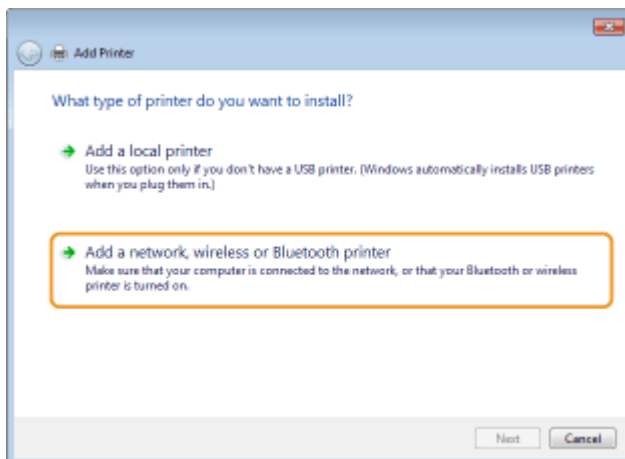 Add Printer
What type of printer do you want to install?
Add a local printer
Use this option only if you don't have a USB printer. (Windows automatically installs USB printers
when you plug them in.)
Add a network, wireless or Bluetooth printer
Make sure that your computer is connected to the network, or that your Bluetooth or wireless
printer is turned on.
Next Cancel